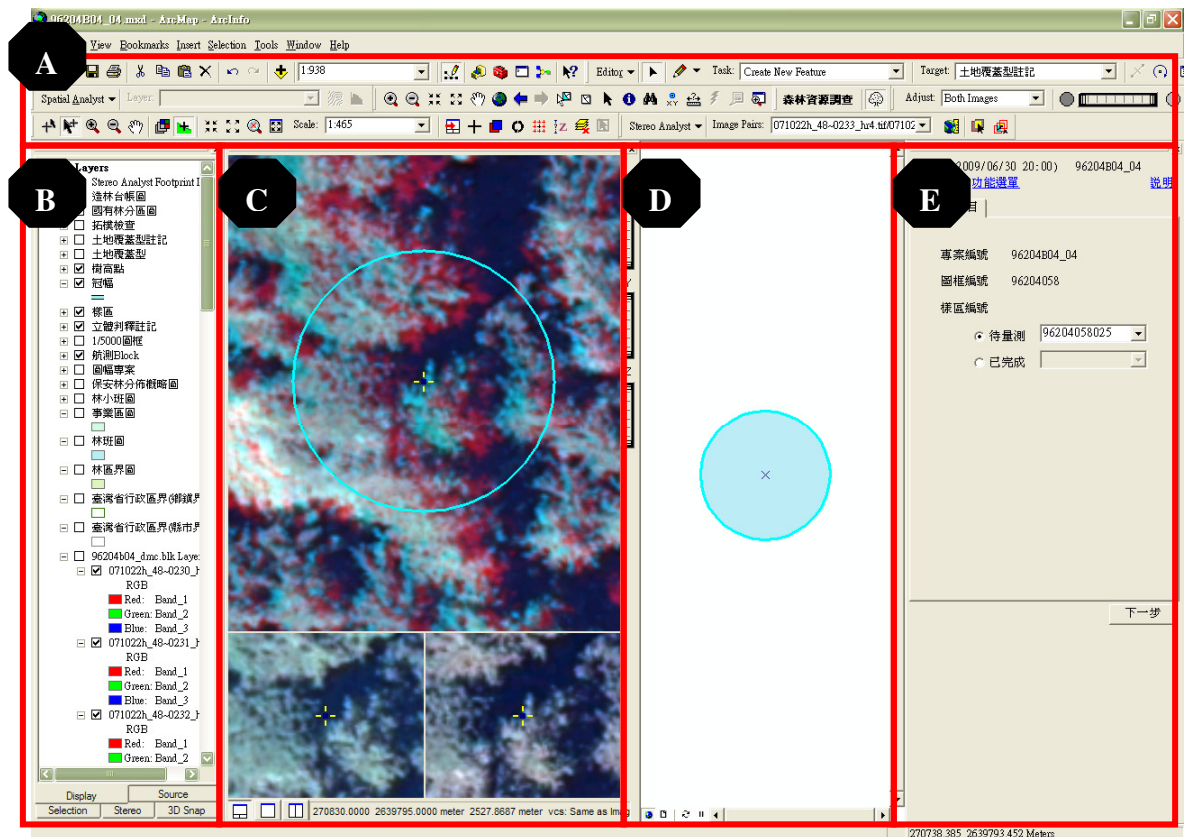 96204B04_04.mxd - ArcMap - ArcInfo
View Bookmarks Insert Selection Tools Window Help
A
1:938
Editor
Task: Create New Feature
Target: 土地覆蓋型註記
Spatial Analyst
Layer:
森林資源調查
Adjust: Both Images
Scale: 1:465
Stereo Analyst
Image Pairs: 071022h_48~0233_hr4.tif/07102
B
Layers
Stereo Analyst Footprint I
造林台帳圖
國有林分區圖
拓樸檢查
土地覆蓋型註記
土地覆蓋型
樹高點
冠幅
樣區
立體判釋註記
1/5000圖框
航測Block
圖幅專案
保安林分佈概略圖
林小班圖
事業區圖
林班圖
林區界圖
臺灣省行政區界(鄉鎮界
臺灣省行政區界(縣市界
96204b04_dmc.blk Laye:
071022h_48~0230_h
RGB
Red: Band_1
Green: Band_2
Blue: Band_3
071022h_48~0231_h
RGB
Red: Band_1
Green: Band_2
Blue: Band_3
071022h_48~0232_h
RGB
Red: Band_1
Green: Band_2
Display
Source
Selection
Stereo
3D Snap
C
270830.0000 2639795.0000 meter 2527.8687 meter vcs: Same as Imag
D
Y
Z
E
009/06/30 20:00) 96204B04_04
功能選單
說明
目
專案編號 96204B04_04
圖框編號 96204058
樣區編號
待量測 96204058025
已完成
下一步
270738.385 2639793.452 Meters